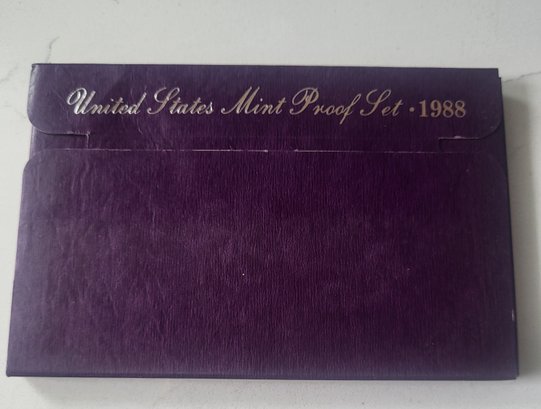 United States Mint Proof Set · 1988